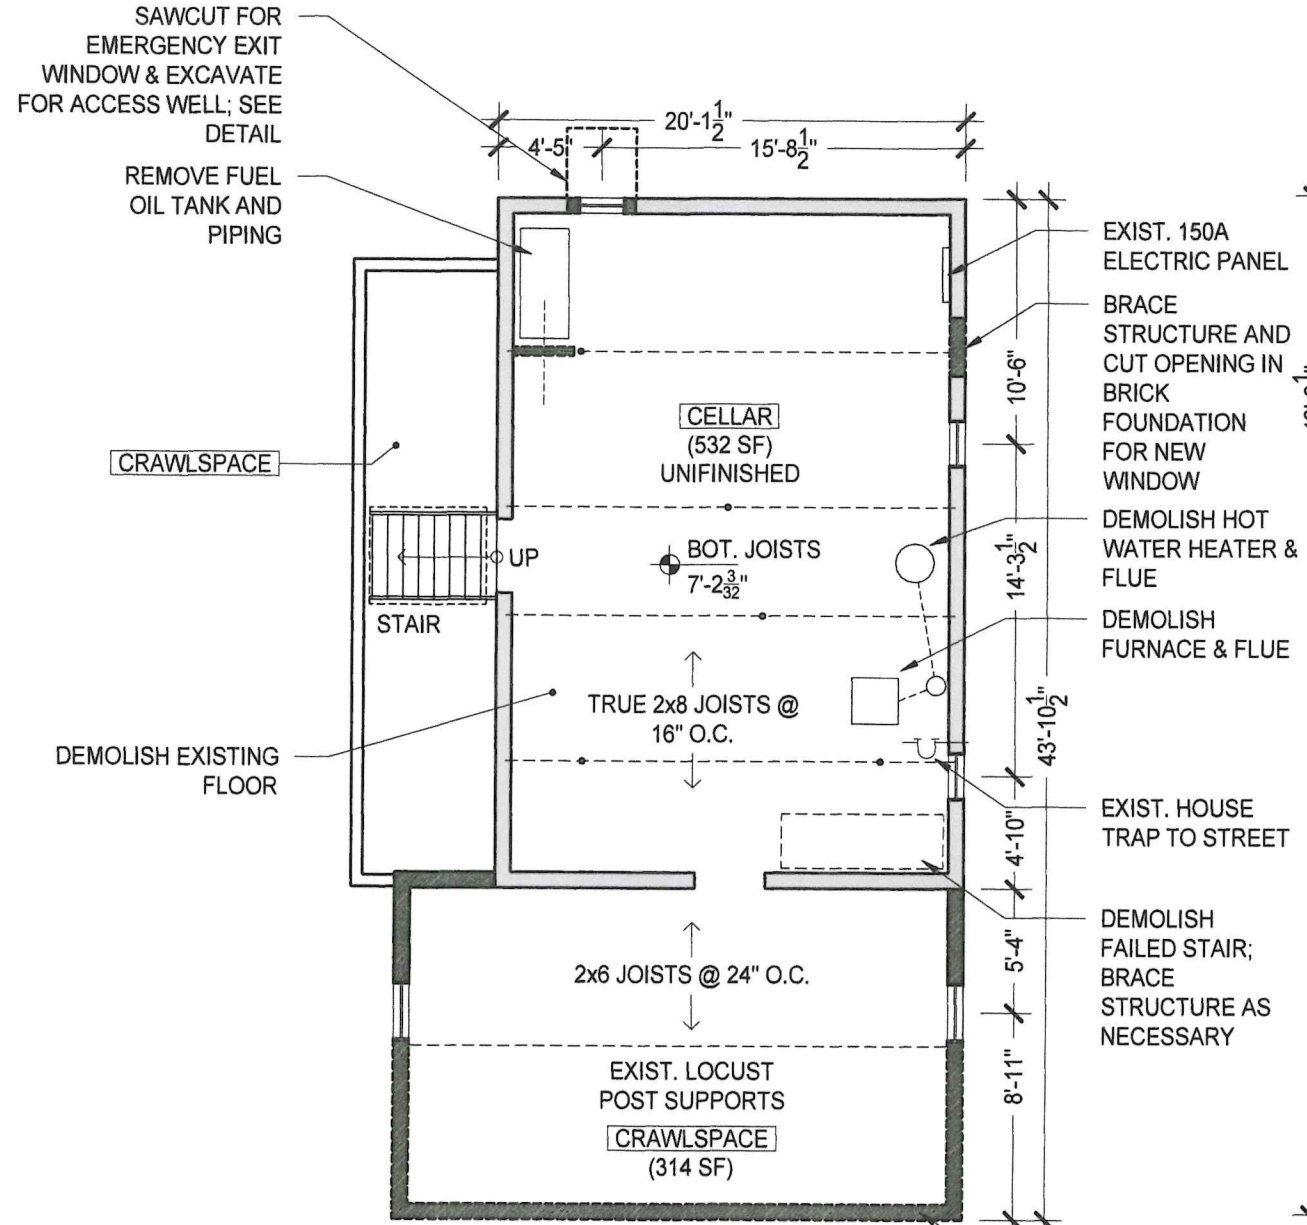 SAWCUT FOR
EMERGENCY EXIT
WINDOW & EXCAVATE
FOR ACCESS WELL; SEE
DETAIL
REMOVE FUEL
OIL TANK AND
PIPING
CRAWLSPACE
DEMOLISH EXISTING
FLOOR
20'-1 1/2"
4'-5"
15'-8 1/2"
CELLAR
(532 SF)
UNIFINISHED
UP
STAIR
BOT. JOISTS
7'-2 3/32"
TRUE 2x8 JOISTS @
16" O.C.
2x6 JOISTS @ 24" O.C.
EXIST. LOCUST
POST SUPPORTS
CRAWLSPACE
(314 SF)
10'-6"
14'-3 1/2"
4'-10"
5'-4"
8'-11"
43'-10 1/2"
EXIST. 150A
ELECTRIC PANEL
BRACE
STRUCTURE AND
CUT OPENING IN
BRICK
FOUNDATION
FOR NEW
WINDOW
DEMOLISH HOT
WATER HEATER &
FLUE
DEMOLISH
FURNACE & FLUE
EXIST. HOUSE
TRAP TO STREET
DEMOLISH
FAILED STAIR;
BRACE
STRUCTURE AS
NECESSARY